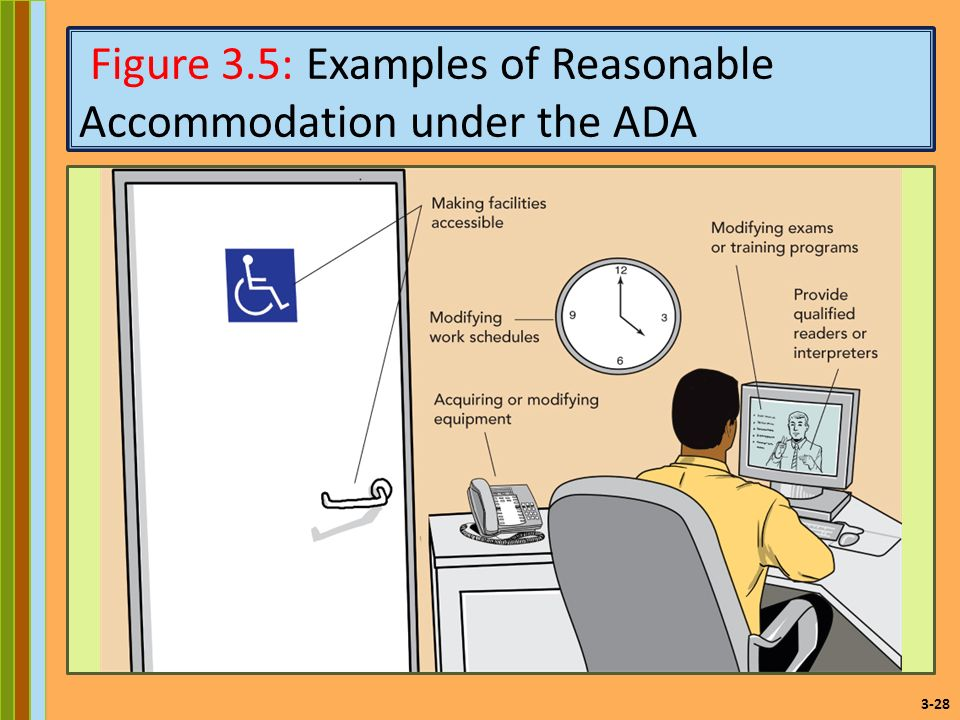 Figure 3.5: Examples of Reasonable
Accommodation under the ADA
Making facilities
accessible
Modifying exams
or training programs
12
9
3
6
Modifying
work schedules
Provide
qualified
readers or
interpreters
Acquiring or modifying
equipment
3-28